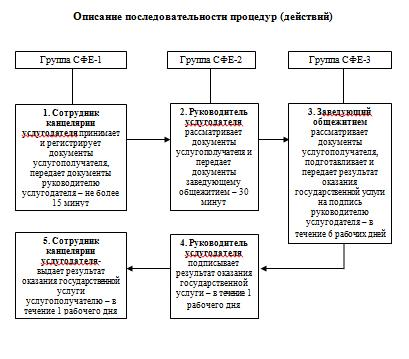 Описание последовательности процедур (действий)
Группа СФЕ-1
Группа СФЕ-2
Группа СФЕ-3
1. Сотрудник
канцелярии
услугодателя принимает
и регистрирует
документы
услугополучателя,
передает документы
руководителю
услугодателя – не более
15 минут
2. Руководитель
услугодателя
рассматривает
документы
услугополучателя и
передает
документы
заведующему
общежитием – 30
минут
3. Заведующий
общежитием
рассматривает
документы
услугополучателя,
подготавливает и
передает результат
оказания
государственной услуги
на подпись
руководителю
услугодателя – в
течение 6 рабочих дней
4. Руководитель
услугодателя
подписывает
результат оказания
государственной
услуги – в течение 1
рабочего дня
5. Сотрудник
канцелярии
услугодателя-
выдает результат
оказания государственной
услуги
услугополучателю – в
течение 1 рабочего дня